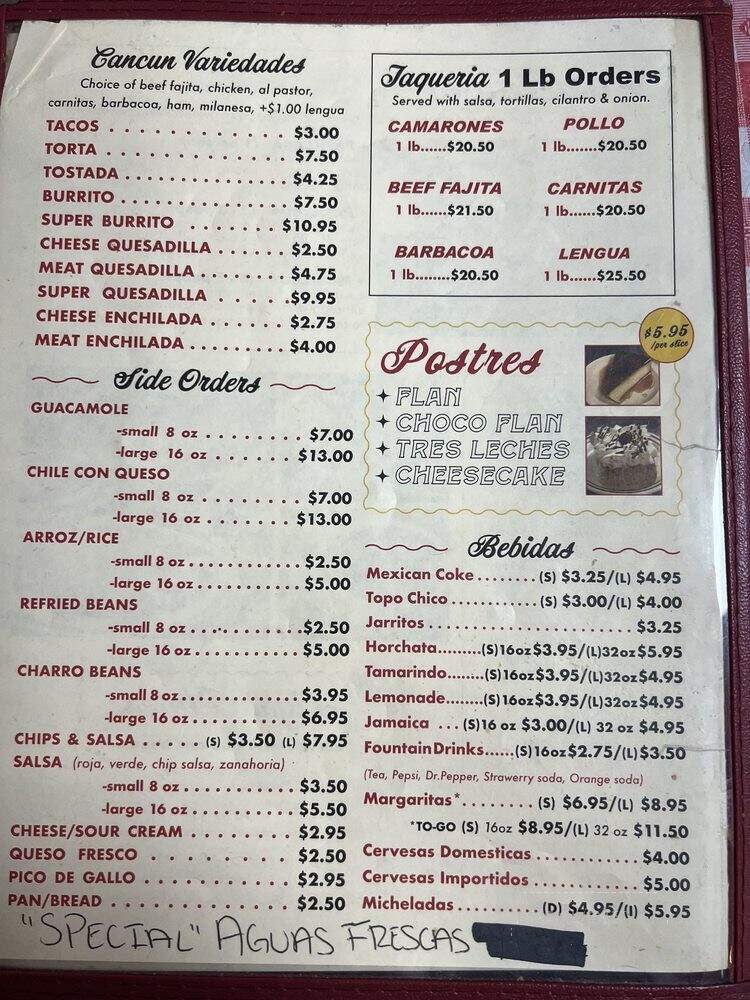 Cancun Variedades
Choice of beef fajita, chicken, al pastor,
carnitas, barbacoa, ham, milanesa, +$1.00 lengua
TACOS . . . . . . . . . . . . . . $3.00
TORTA . . . . . . . . . . . . . . $7.50
TOSTADA . . . . . . . . . . . . . . $4.25
BURRITO . . . . . . . . . . . . . . $7.50
SUPER BURRITO . . . . . . . $10.95
CHEESE QUESADILLA . . . . . . . $2.50
MEAT QUESADILLA . . . . . . . . $4.75
SUPER QUESADILLA . . . . . .$9.95
CHEESE ENCHILADA . . . . . . . . $2.75
MEAT ENCHILADA . . . . . . . . . $4.00
Side Orders
GUACAMOLE
-small 8 oz . . . . . . . . $7.00
-large 16 oz . . . . . . $13.00
CHILE CON QUESO
-small 8 oz . . . . . . . . $7.00
-large 16 oz . . . . . . . $13.00
ARROZ/RICE
-small 8 oz . . . . . . . . . . . $2.50
-large 16 oz . . . . . . . . . . $5.00
REFRIED BEANS
-small 8 oz . . . . . . . . . . .$2.50
-large 16 oz . . . . . . . . . . $5.00
CHARRO BEANS
-small 8 oz . . . . . . . . . . . $3.95
-large 16 oz . . . . . . . . . . $6.95
CHIPS & SALSA . . . . . (S) $3.50 (L) $7.95
SALSA (roja, verde, chip salsa, zanahoria)
-small 8 oz . . . . . . . . . . . $3.50
-large 16 oz . . . . . . . . . . $5.50
CHEESE/SOUR CREAM . . . . . . . . $2.95
QUESO FRESCO . . . . . . . . $2.50
PICO DE GALLO . . . . . . . . . . . $2.95
PAN/BREAD . . . . . . . . . . . . . . $2.50
Taqueria 1 Lb Orders
Served with salsa, tortillas, cilantro & onion.
CAMARONES POLLO
1 lb......$20.50 1 lb.......$20.50
BEEF FAJITA CARNITAS
1 lb......$21.50 1 lb......$20.50
BARBACOA LENGUA
1 lb........$20.50 1 lb......$25.50
$5.95
/per slice
Postres
FLAN
CHOCO FLAN
TRES LECHES
CHEESECAKE
Bebidas
Mexican Coke . . . . . . . . (S) $3.25/(L) $4.95
Topo Chico . . . . . . . . . . . . (S) $3.00/(L) $4.00
Jarritos . . . . . . . . . . . . . . . . . . . . . . . . $3.25
Horchata.........(S)16oz $3.95/(L)32oz $5.95
Tamarindo.......(S)16oz $3.95/(L)32oz $4.95
Lemonade........(S)16oz $3.95/(L)32oz $4.95
Jamaica ... (S)16 oz $3.00/(L) 32 oz $4.95
Fountain Drinks......(S)16oz $2.75/(L) $3.50
(Tea, Pepsi, Dr.Pepper, Strawerry soda, Orange soda)
Margaritas*. . . . . . . . . (S) $6.95/(L) $8.95
*TO-GO (S) 16oz $8.95/(L) 32 oz $11.50
Cervesas Domesticas . . . . . . . . . . . . $4.00
Cervesas Importidos . . . . . . . . . . . . . $5.00
Micheladas . . . . . . . . . . (D) $4.95/(I) $5.95
"SPECIAL" AGUAS FRESCAS